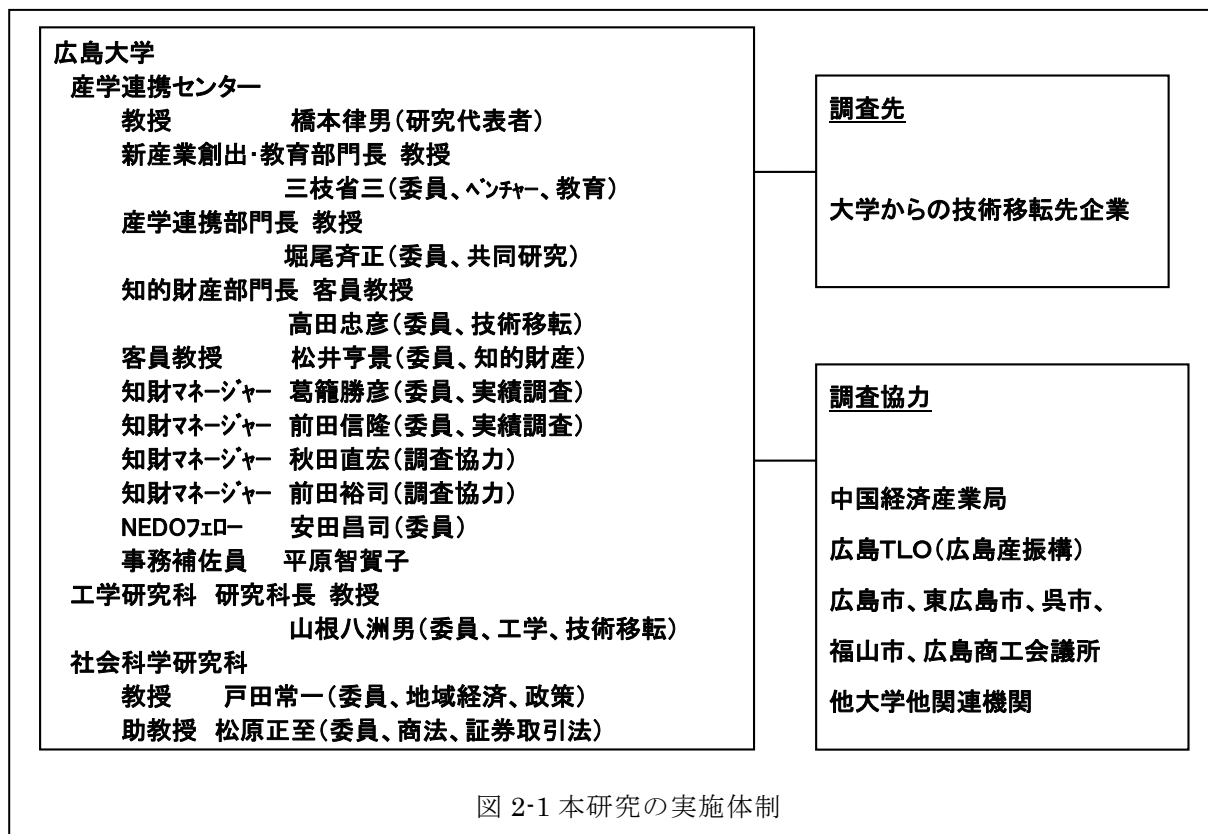 広島大学
産学連携センター
教授 橋本律男(研究代表者)
新産業創出・教育部門長 教授
三枝省三(委員、ベンチャー、教育)
産学連携部門長 教授
堀尾斉正(委員、共同研究)
知的財産部門長 客員教授
高田忠彦(委員、技術移転)
客員教授 松井亨景(委員、知的財産)
知財マネージャー 葛籠勝彦(委員、実績調査)
知財マネージャー 前田信隆(委員、実績調査)
知財マネージャー 秋田直宏(調査協力)
知財マネージャー 前田裕司(調査協力)
NEDOフェロー 安田昌司(委員)
事務補佐員 平原智賀子
工学研究科 研究科長 教授
山根八洲男(委員、工学、技術移転)
社会科学研究科
教授 戸田常一(委員、地域経済、政策)
助教授 松原正至(委員、商法、証券取引法)
調査先
大学からの技術移転先企業
調査協力
中国経済産業局
広島TLO(広島産振構)
広島市、東広島市、呉市、
福山市、広島商工会議所
他大学他関連機関
図 2-1 本研究の実施体制